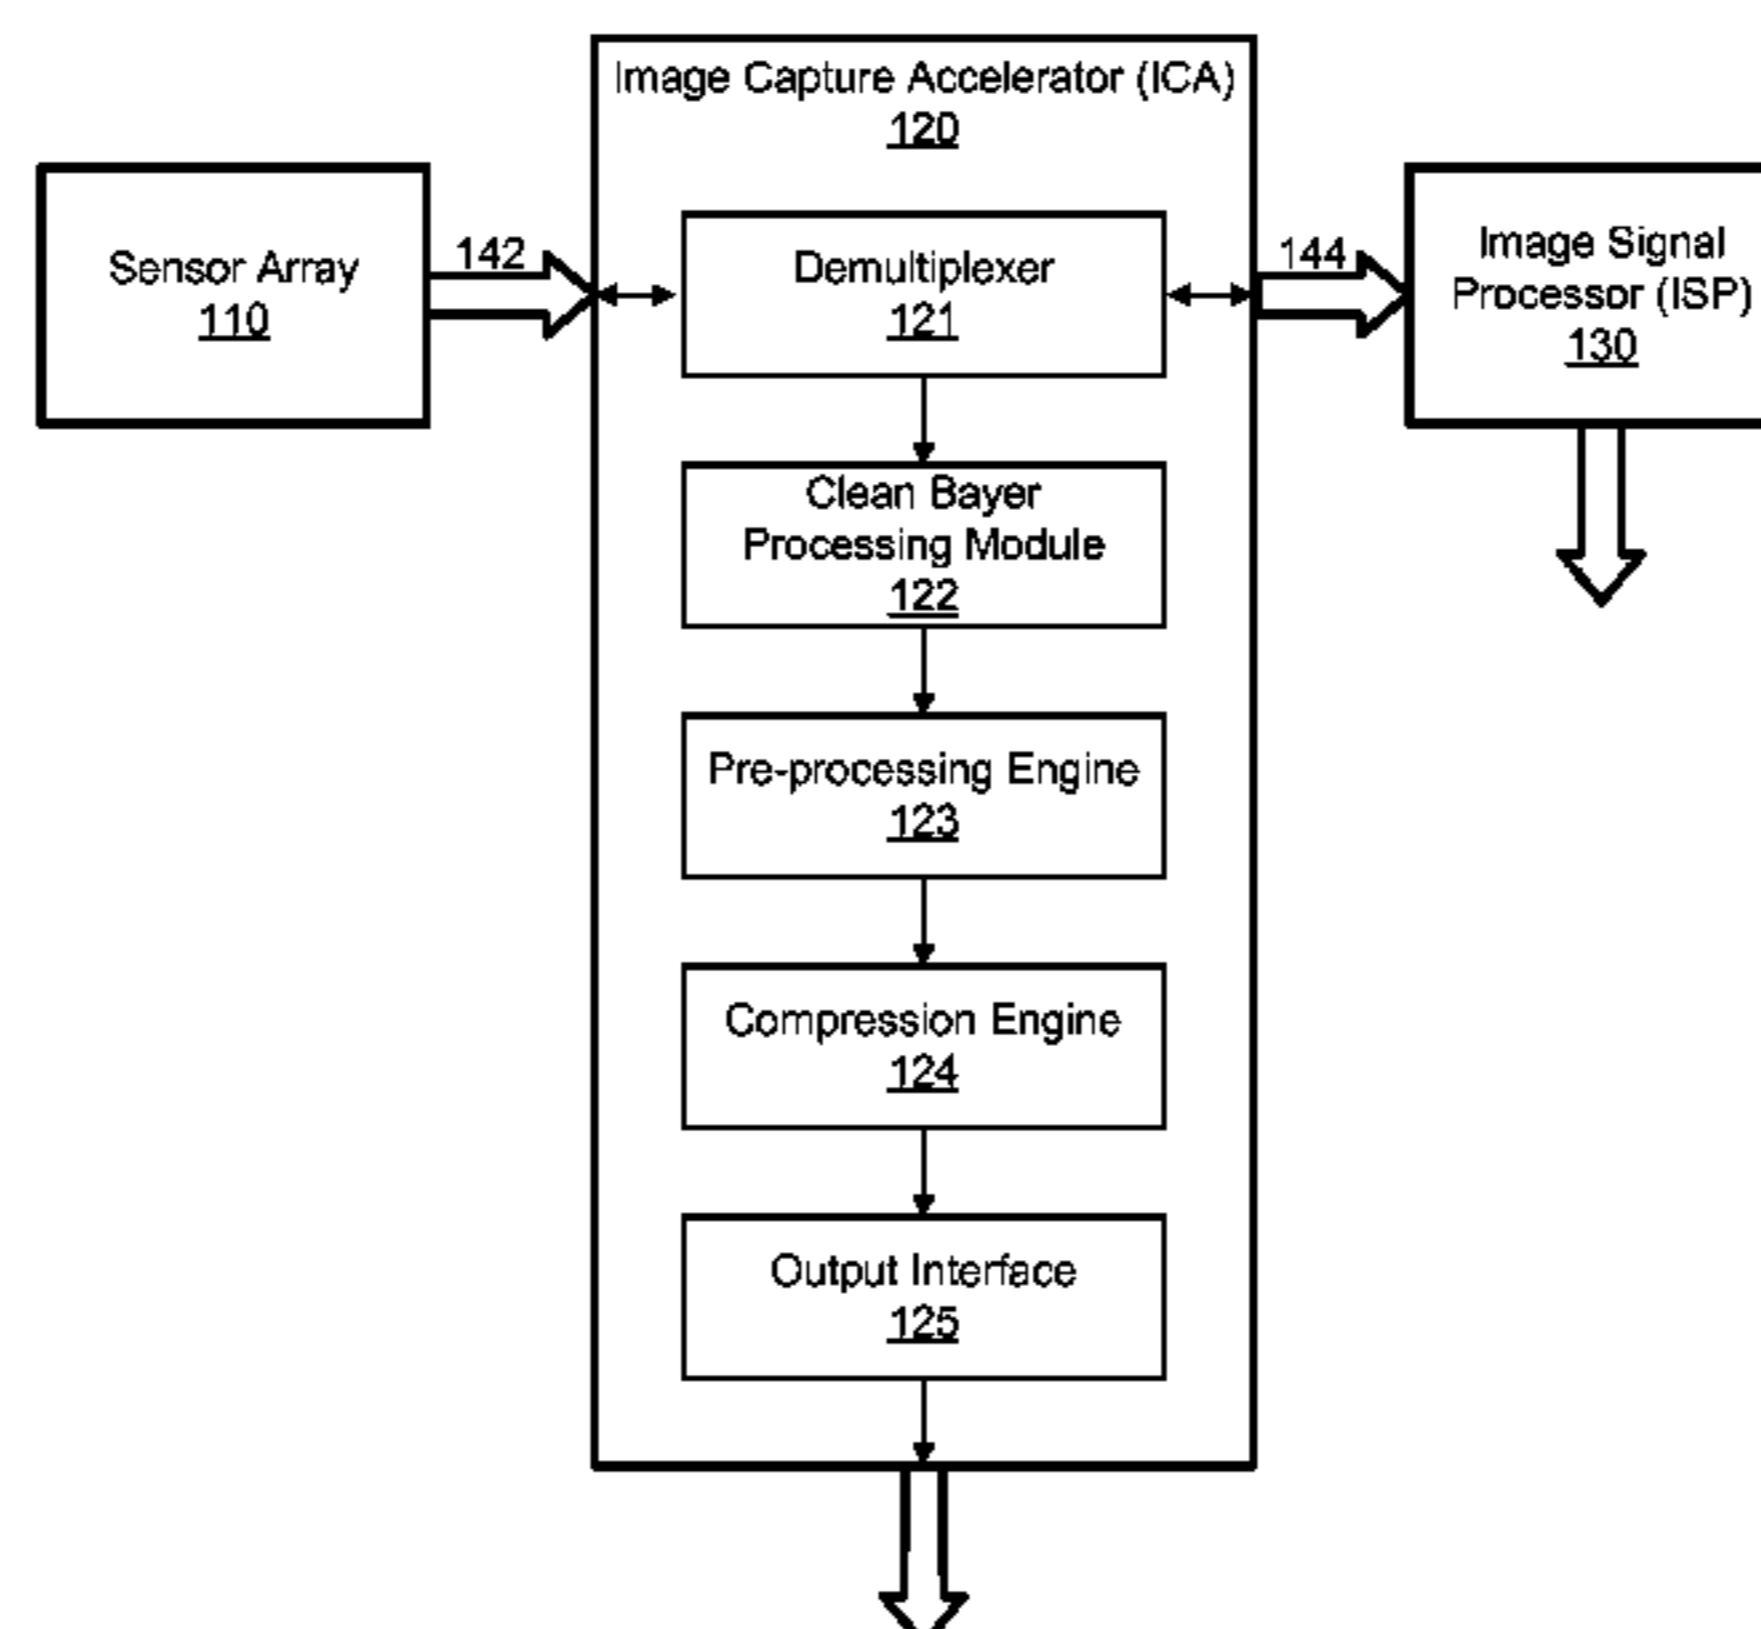 Image Capture Accelerator (ICA)
120
Sensor Array
110
142
Demultiplexer
121
144
Image Signal
Processor (ISP)
130
Clean Bayer
Processing Module
122
Pre-processing Engine
123
Compression Engine
124
Output Interface
125